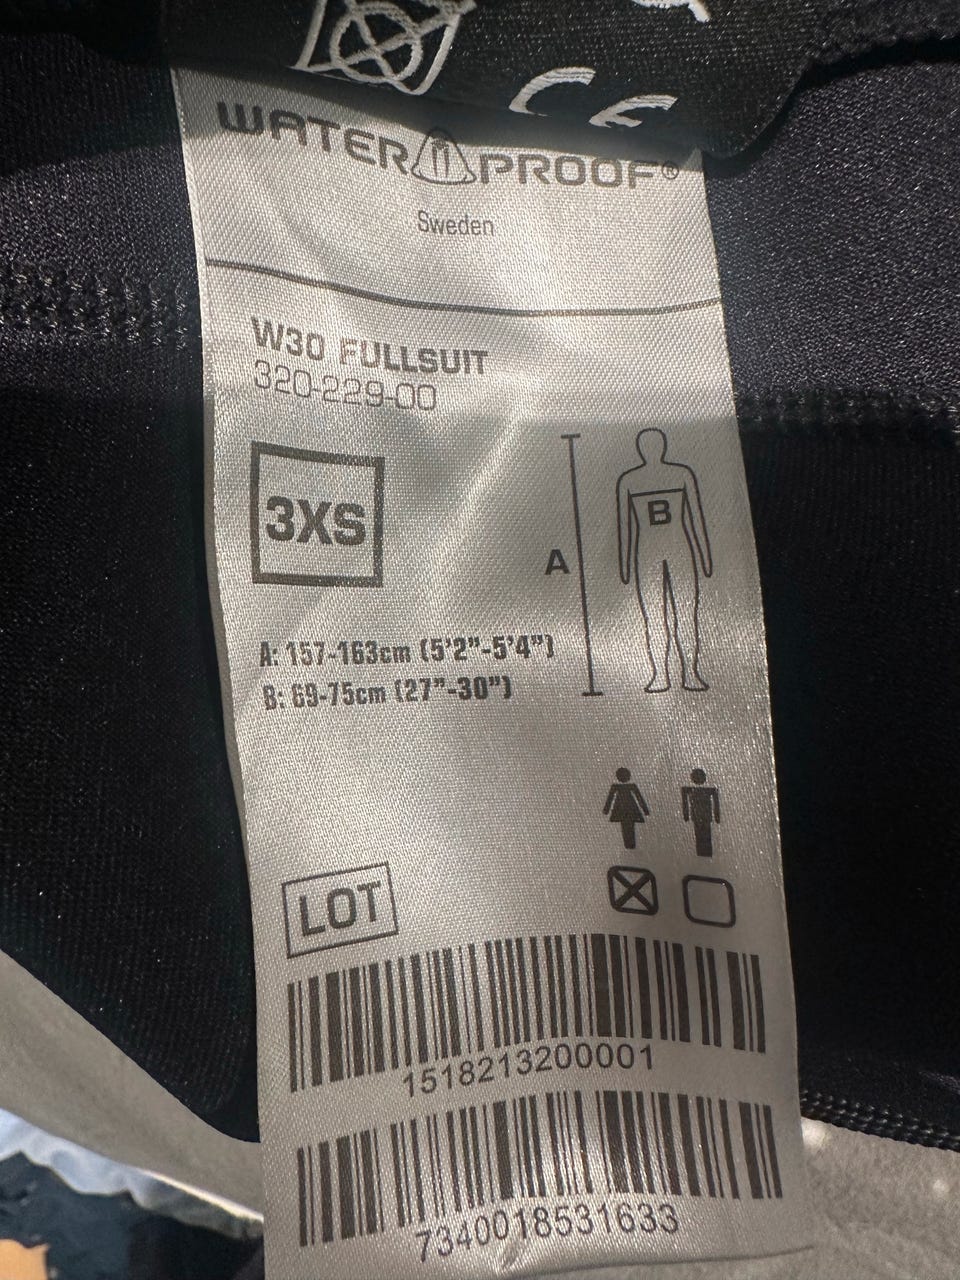 CE
WATERPROOF®
Sweden
W30 FULLSUIT
320-229-00
3XS
A
B
A: 157-163cm (5'2"-5'4")
B: 69-75cm (27"-30")
LOT
1518213200001
7340018531633